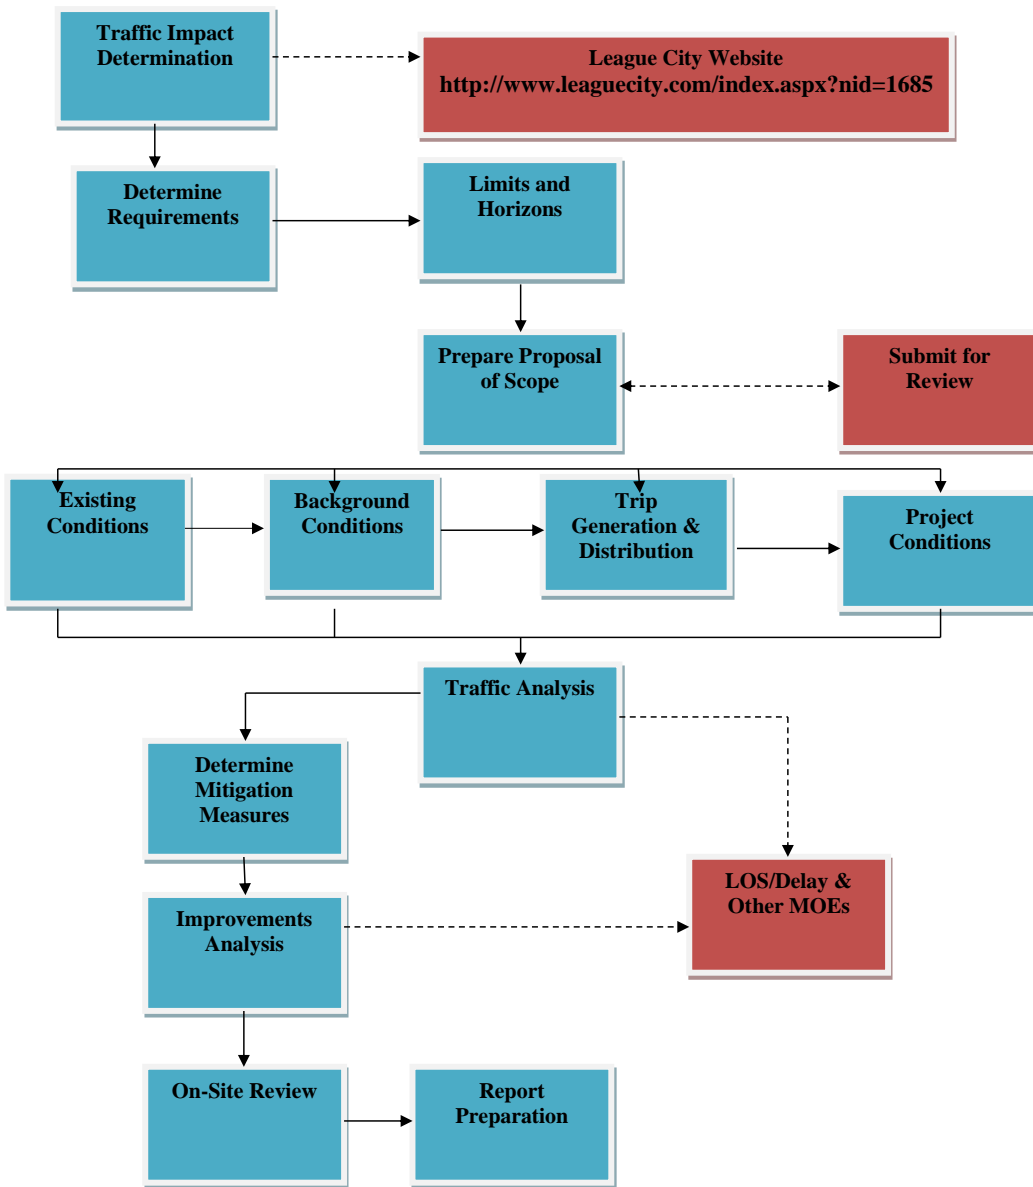 Traffic Impact
Determination
League City Website
http://www.leaguecity.com/index.aspx?nid=1685
Determine
Requirements
Limits and
Horizons
Prepare Proposal
of Scope
Submit for
Review
Existing
Conditions
Background
Conditions
Trip
Generation &
Distribution
Project
Conditions
Traffic Analysis
Determine
Mitigation
Measures
LOS/Delay &
Other MOEs
Improvements
Analysis
On-Site Review
Report
Preparation